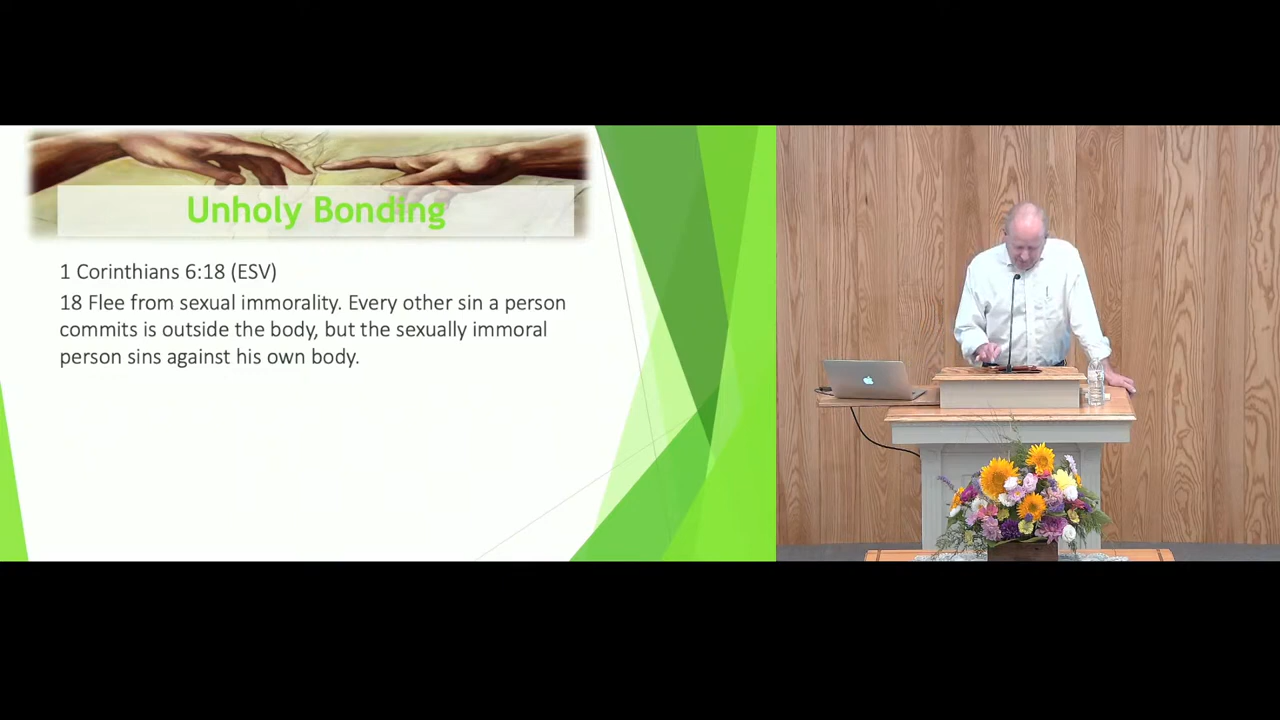 Unholy Bonding
1 Corinthians 6:18 (ESV)
18 Flee from sexual immorality. Every other sin a person
commits is outside the body, but the sexually immoral
person sins against his own body.